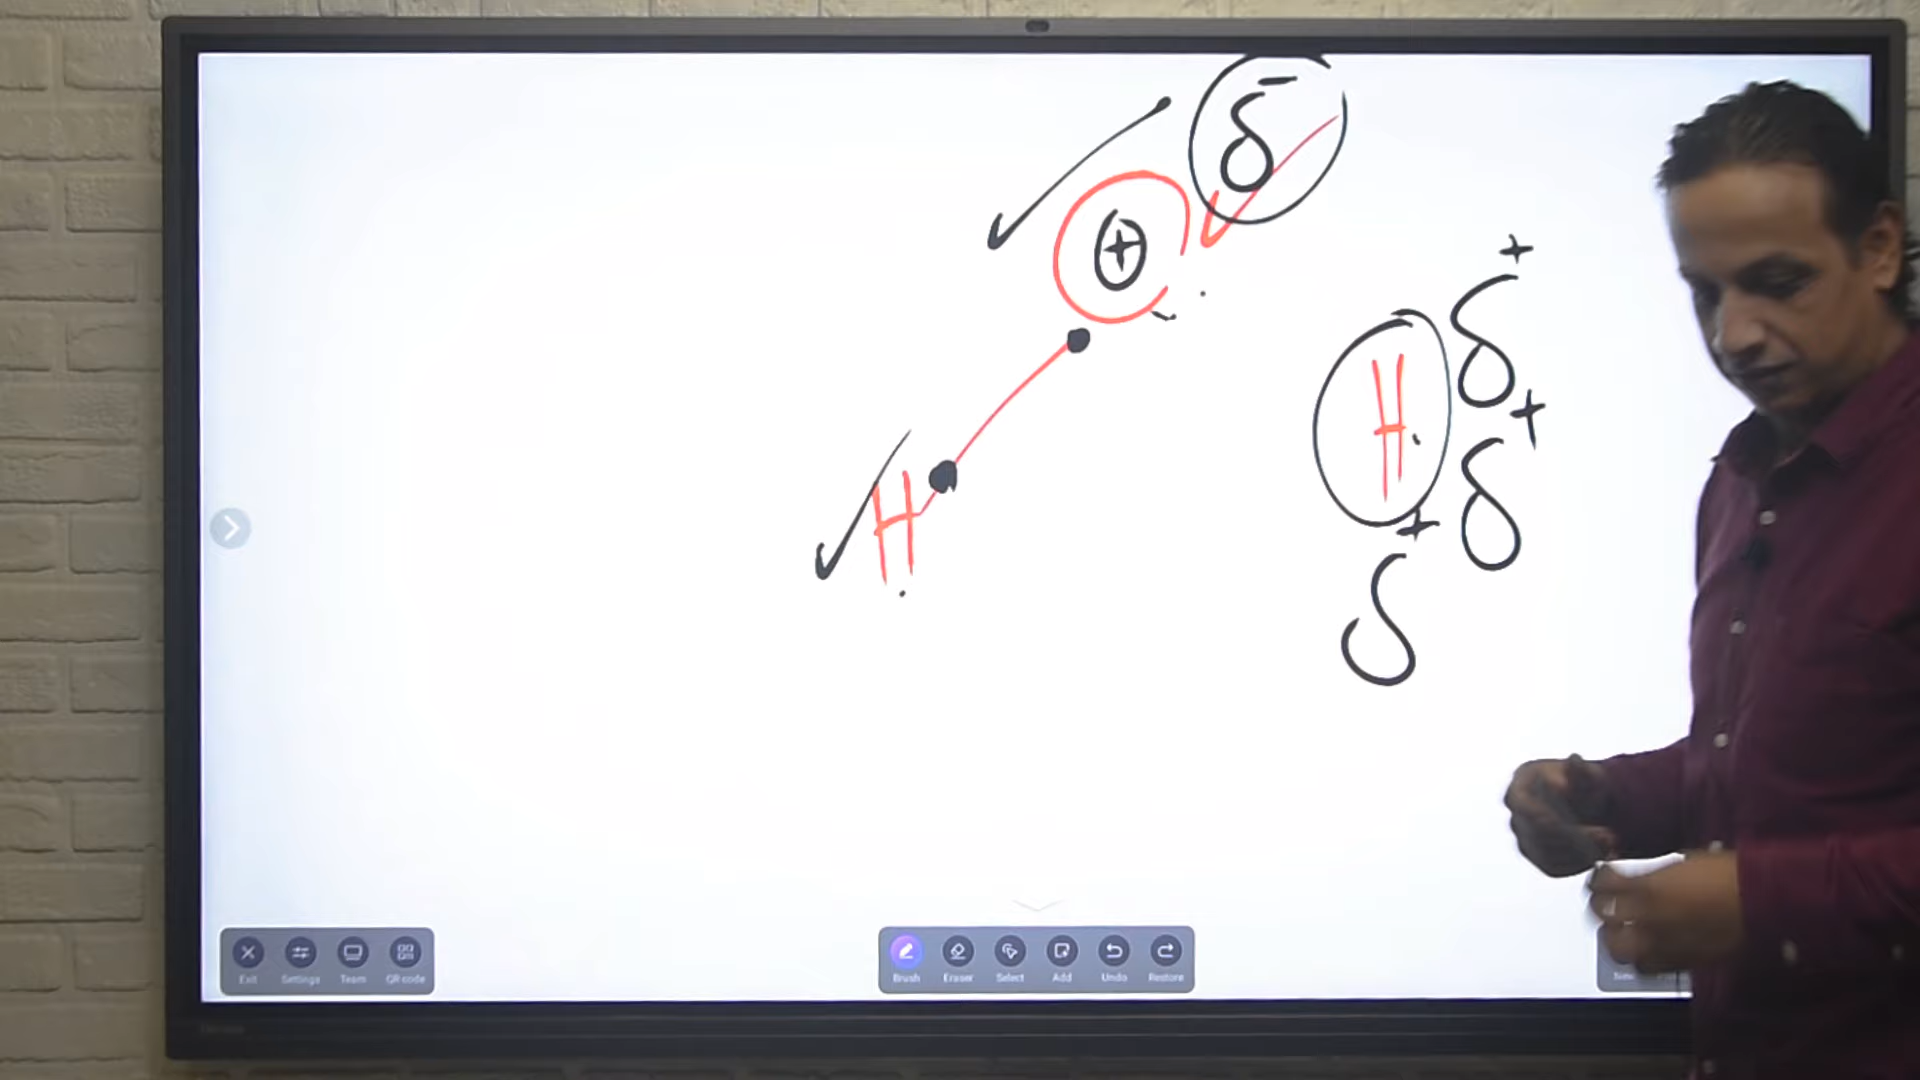 δ-
+
δ+
H
δ+
H
δ+
Exit Settings Team QR code
Brush Eraser Select Add Undo Restore